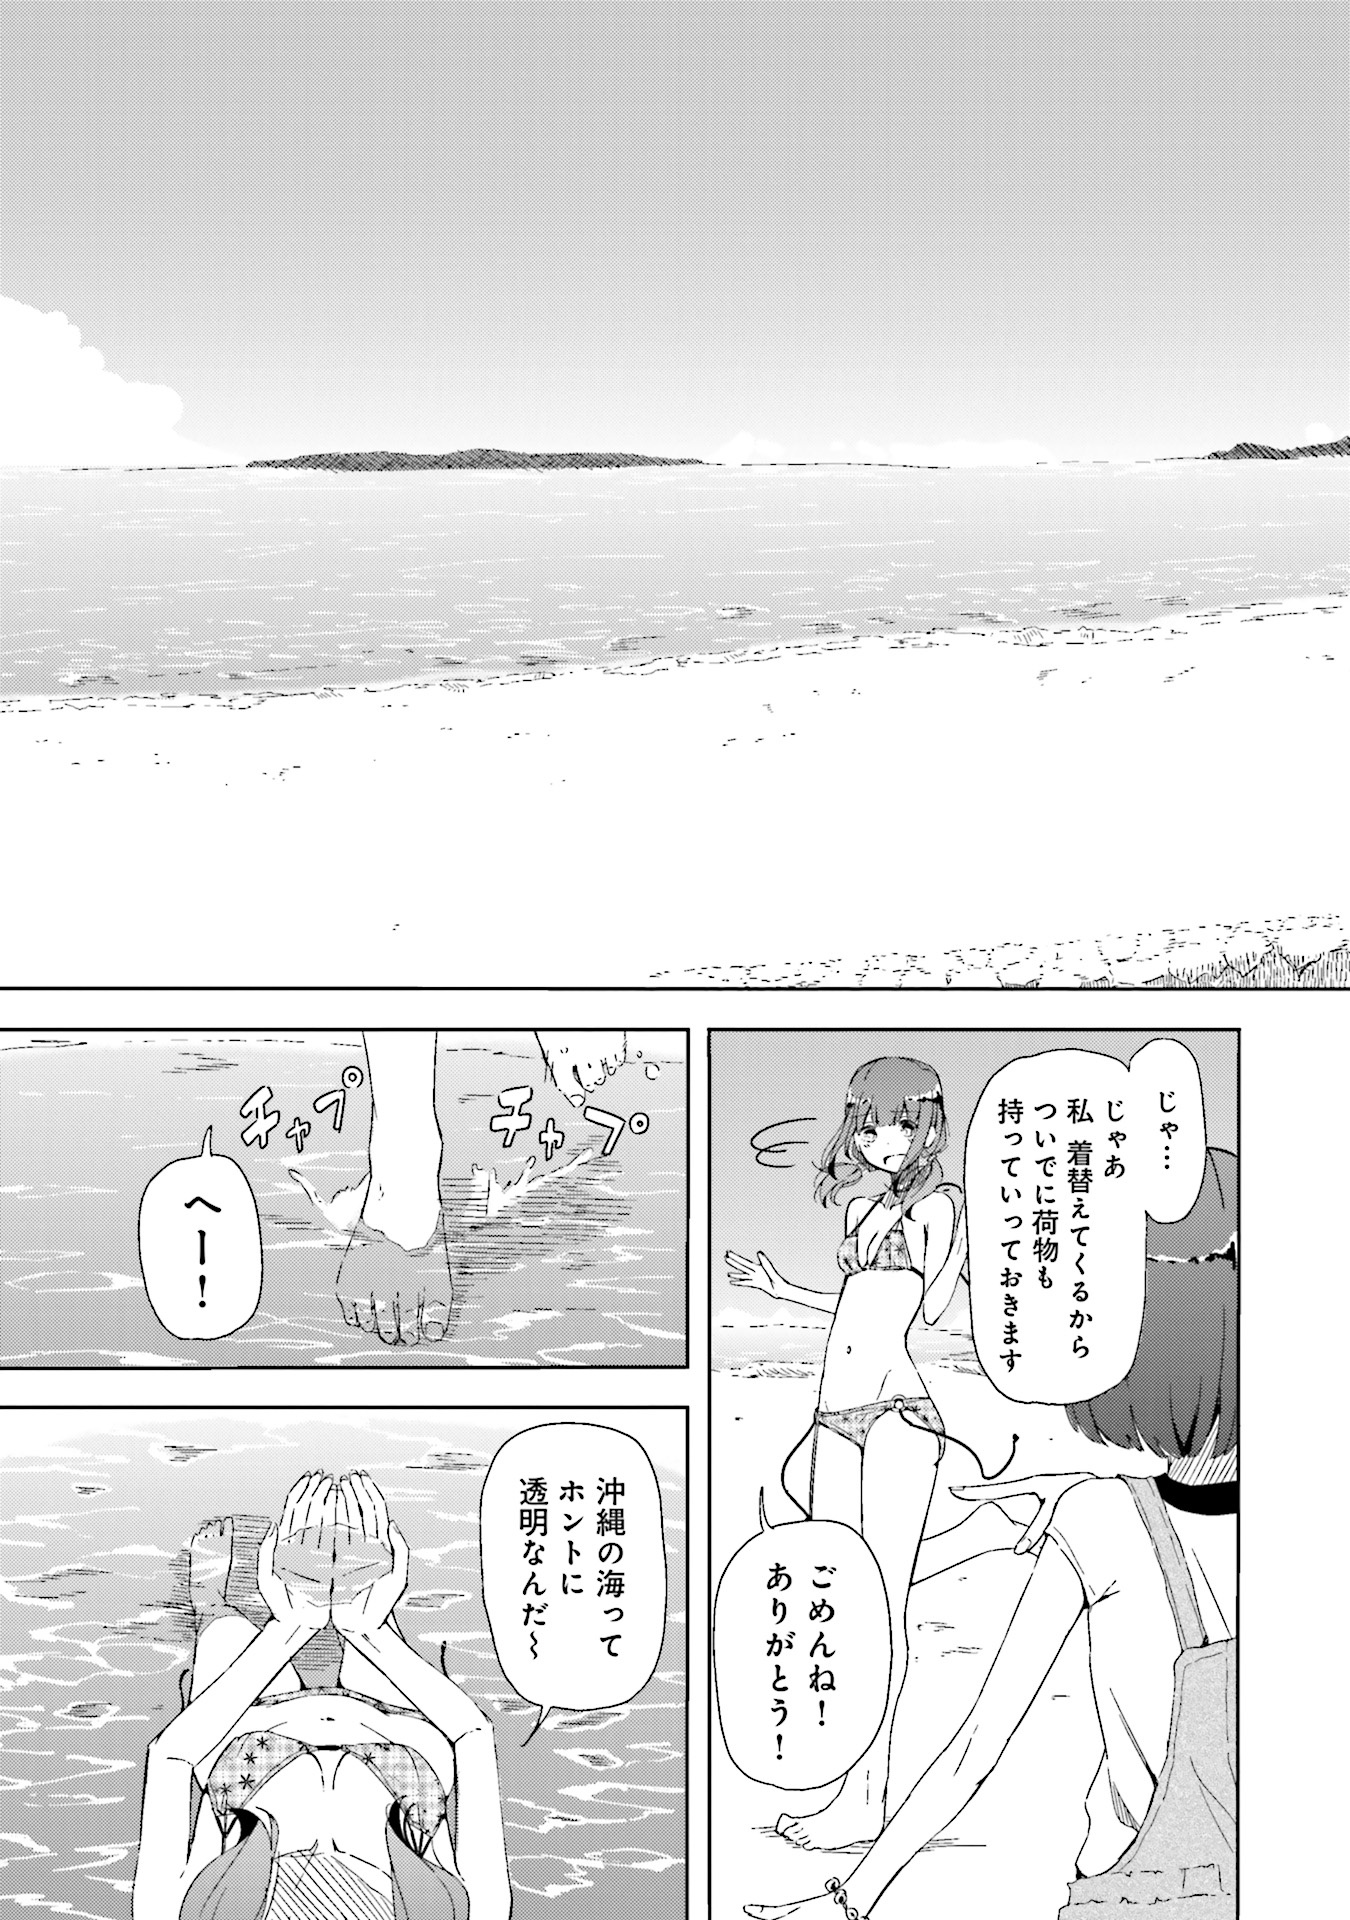 じゃ…
じゃあ
私 着替えてくるから
ついでに荷物も
持っていっておきます
ごめんね！
ありがとう！
チャプ
チャプ
へー！
沖縄の海って
ホントに
透明なんだ～